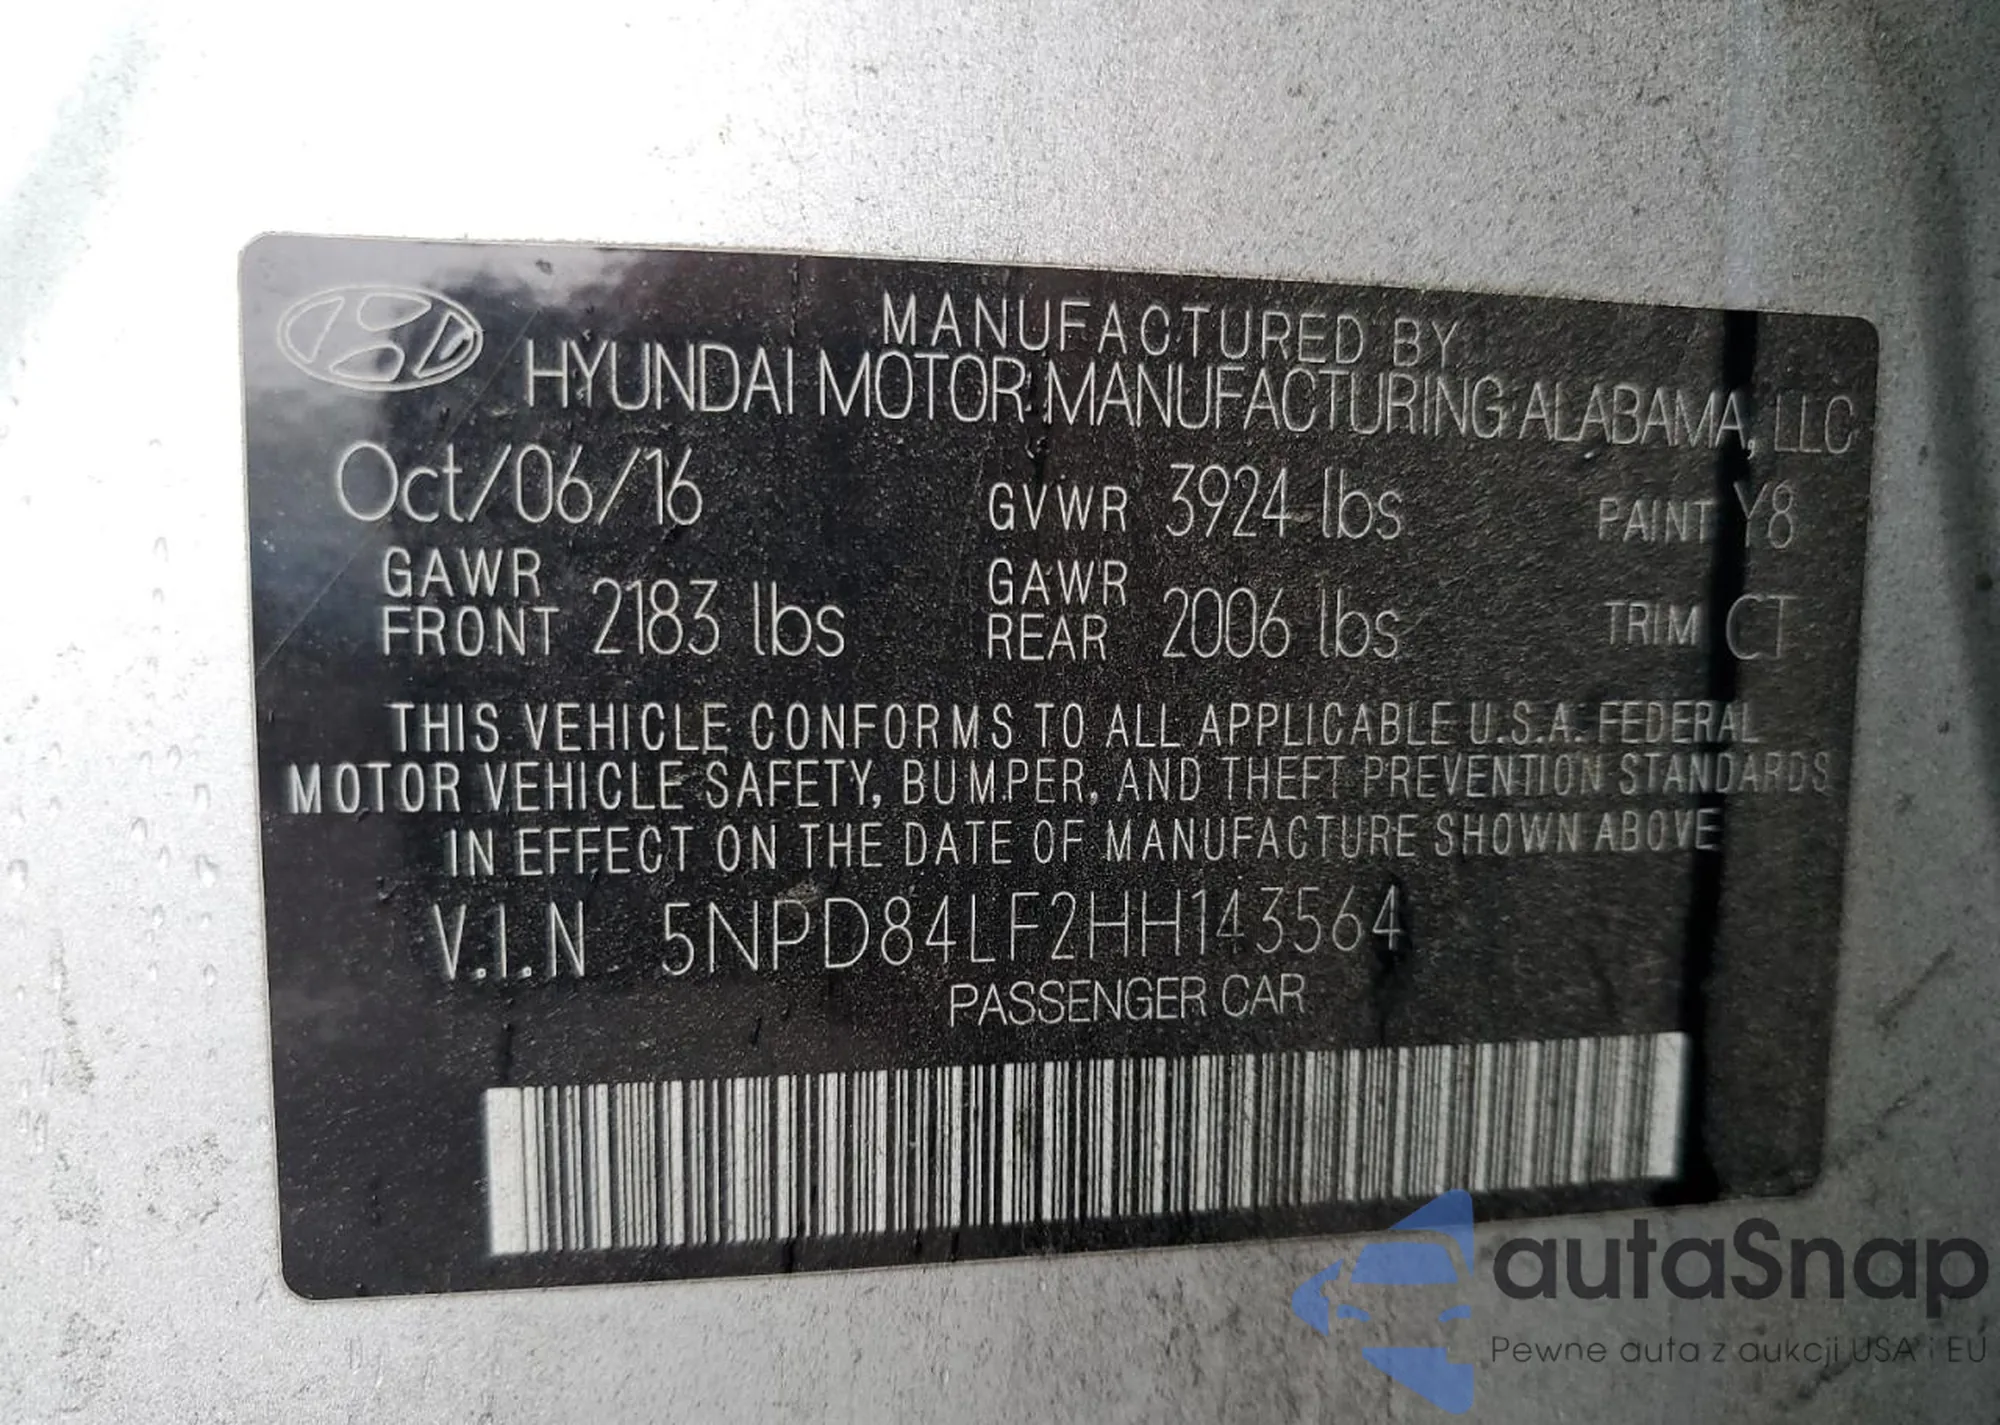 MANUFACTURED BY
HYUNDAI MOTOR MANUFACTURING ALABAMA, LLC
Oct/06/16 GVWR 3924 lbs PAINT Y8
GAWR FRONT 2183 lbs GAWR REAR 2006 lbs TRIM CT
THIS VEHICLE CONFORMS TO ALL APPLICABLE U.S.A. FEDERAL
MOTOR VEHICLE SAFETY, BUMPER, AND THEFT PREVENTION STANDARDS
IN EFFECT ON THE DATE OF MANUFACTURE SHOWN ABOVE
V.I.N 5NPD84LF2HH143564
PASSENGER CAR
autaSnap
Pewne auta z aukcji USA i EU